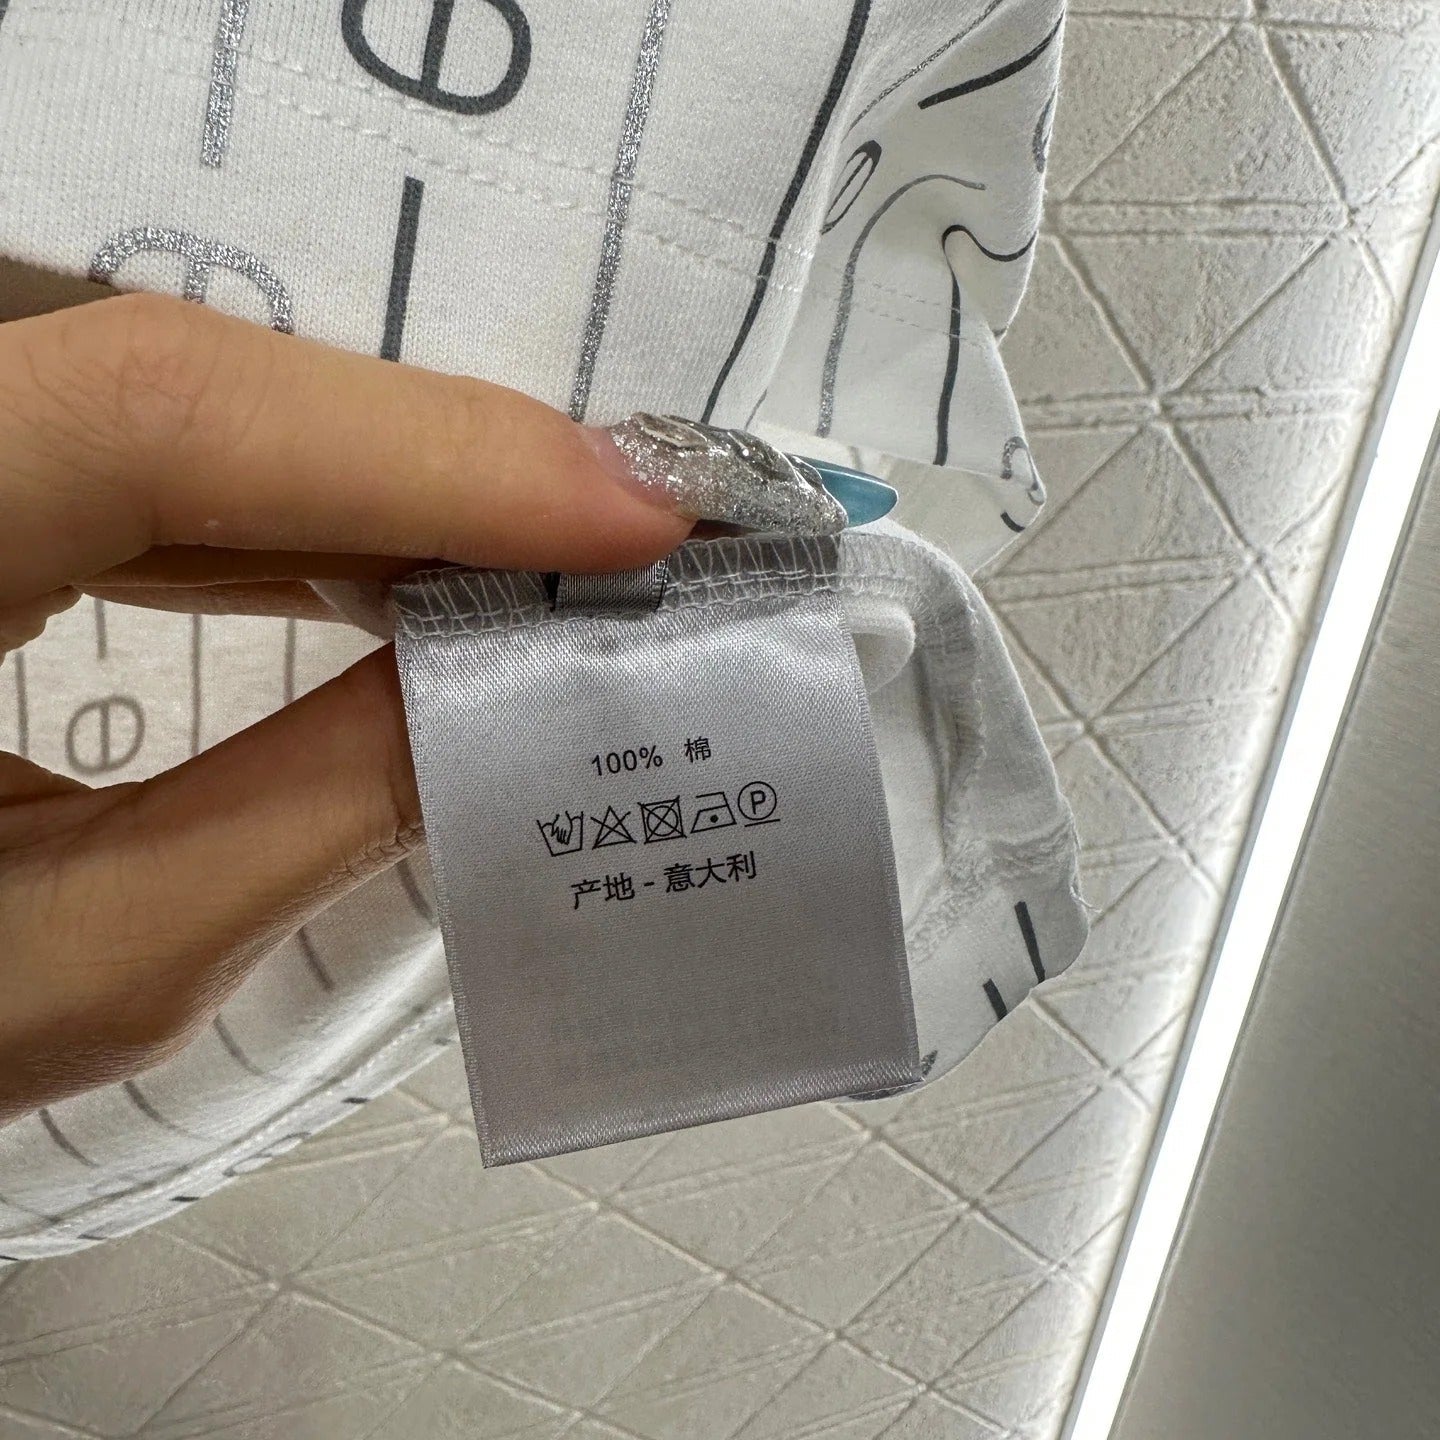 100% 棉
P
产地 - 意大利